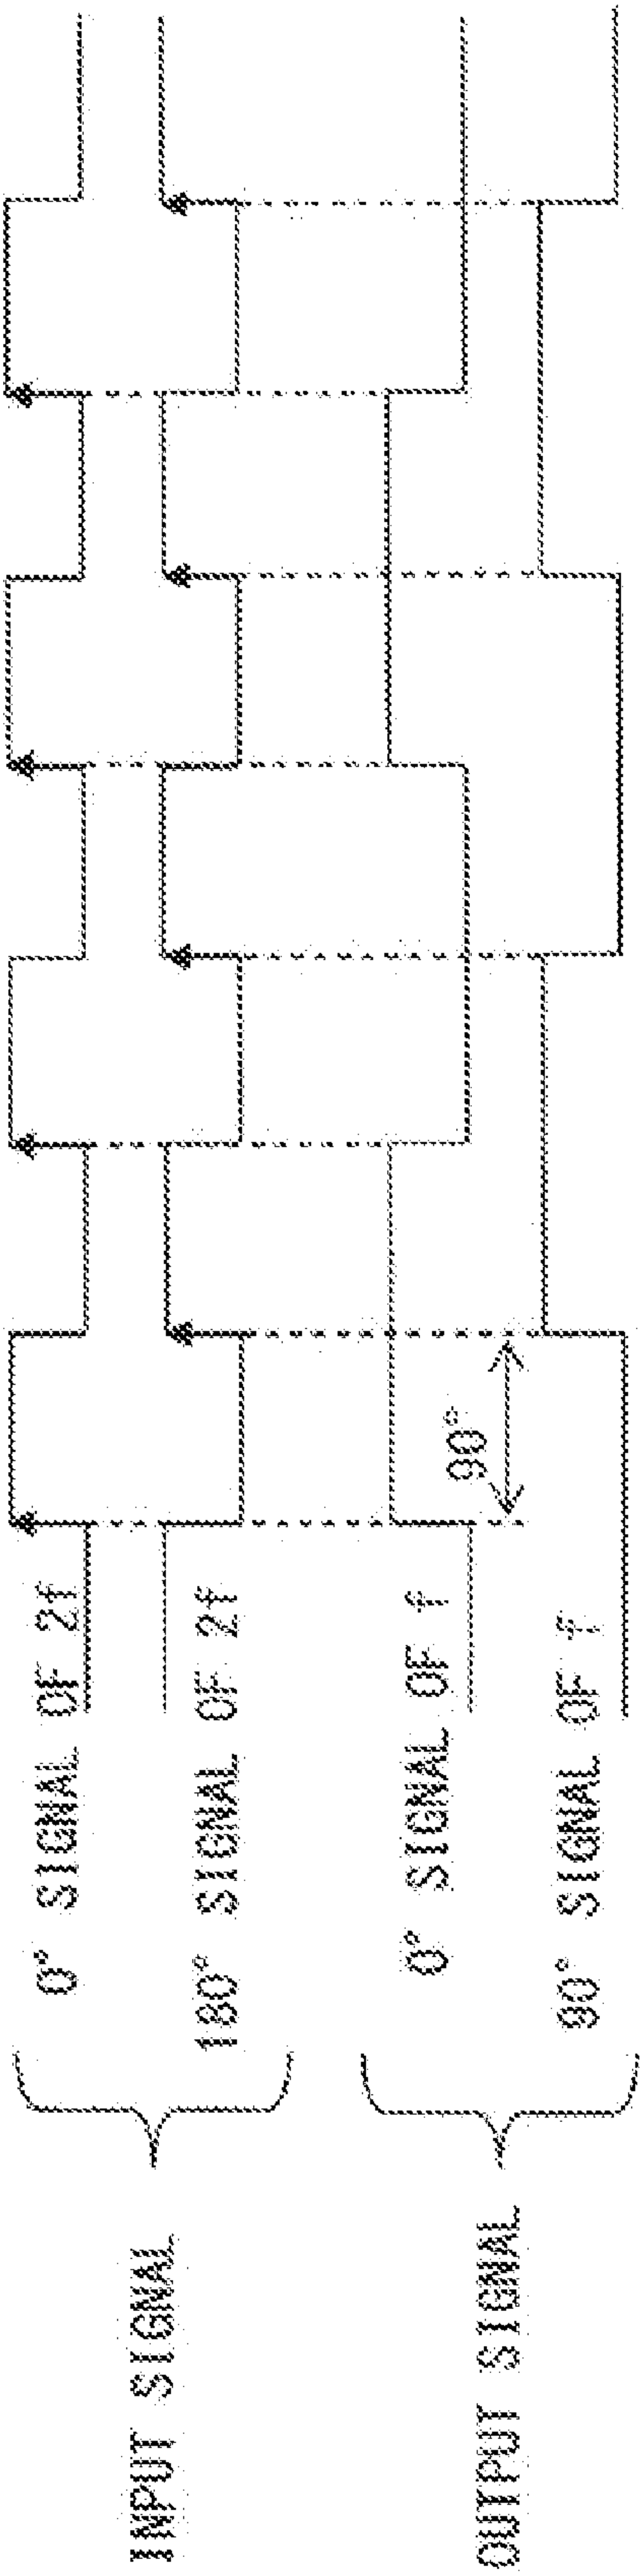 INPUT SIGNAL
0° SIGNAL OF 2f
180° SIGNAL OF 2f
OUTPUT SIGNAL
0° SIGNAL OF f
90° SIGNAL OF f
90°